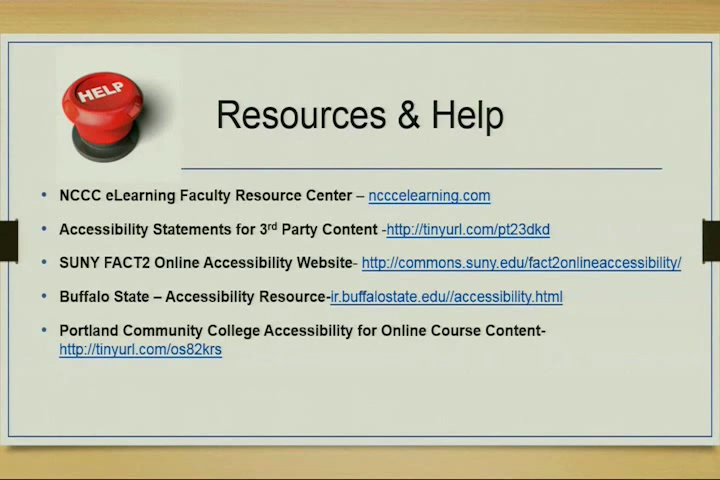 HELP
Resources & Help
• NCCC eLearning Faculty Resource Center – ncccelearning.com
• Accessibility Statements for 3rd Party Content -http://tinyurl.com/pt23dkd
• SUNY FACT2 Online Accessibility Website- http://commons.suny.edu/fact2onlineaccessibility/
• Buffalo State – Accessibility Resource-ir.buffalostate.edu//accessibility.html
• Portland Community College Accessibility for Online Course Content-
http://tinyurl.com/os82krs